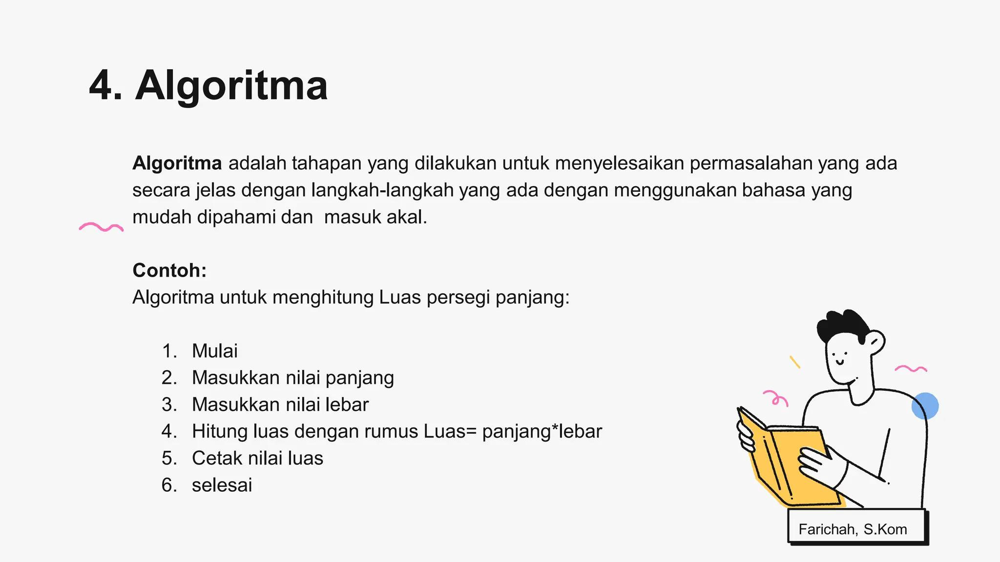 4. Algoritma
Algoritma adalah tahapan yang dilakukan untuk menyelesaikan permasalahan yang ada
secara jelas dengan langkah-langkah yang ada dengan menggunakan bahasa yang
mudah dipahami dan  masuk akal.
Contoh:
Algoritma untuk menghitung Luas persegi panjang:
1. Mulai
2. Masukkan nilai panjang
3. Masukkan nilai lebar
4. Hitung luas dengan rumus Luas= panjang*lebar
5. Cetak nilai luas
6. selesai
Farichah, S.Kom